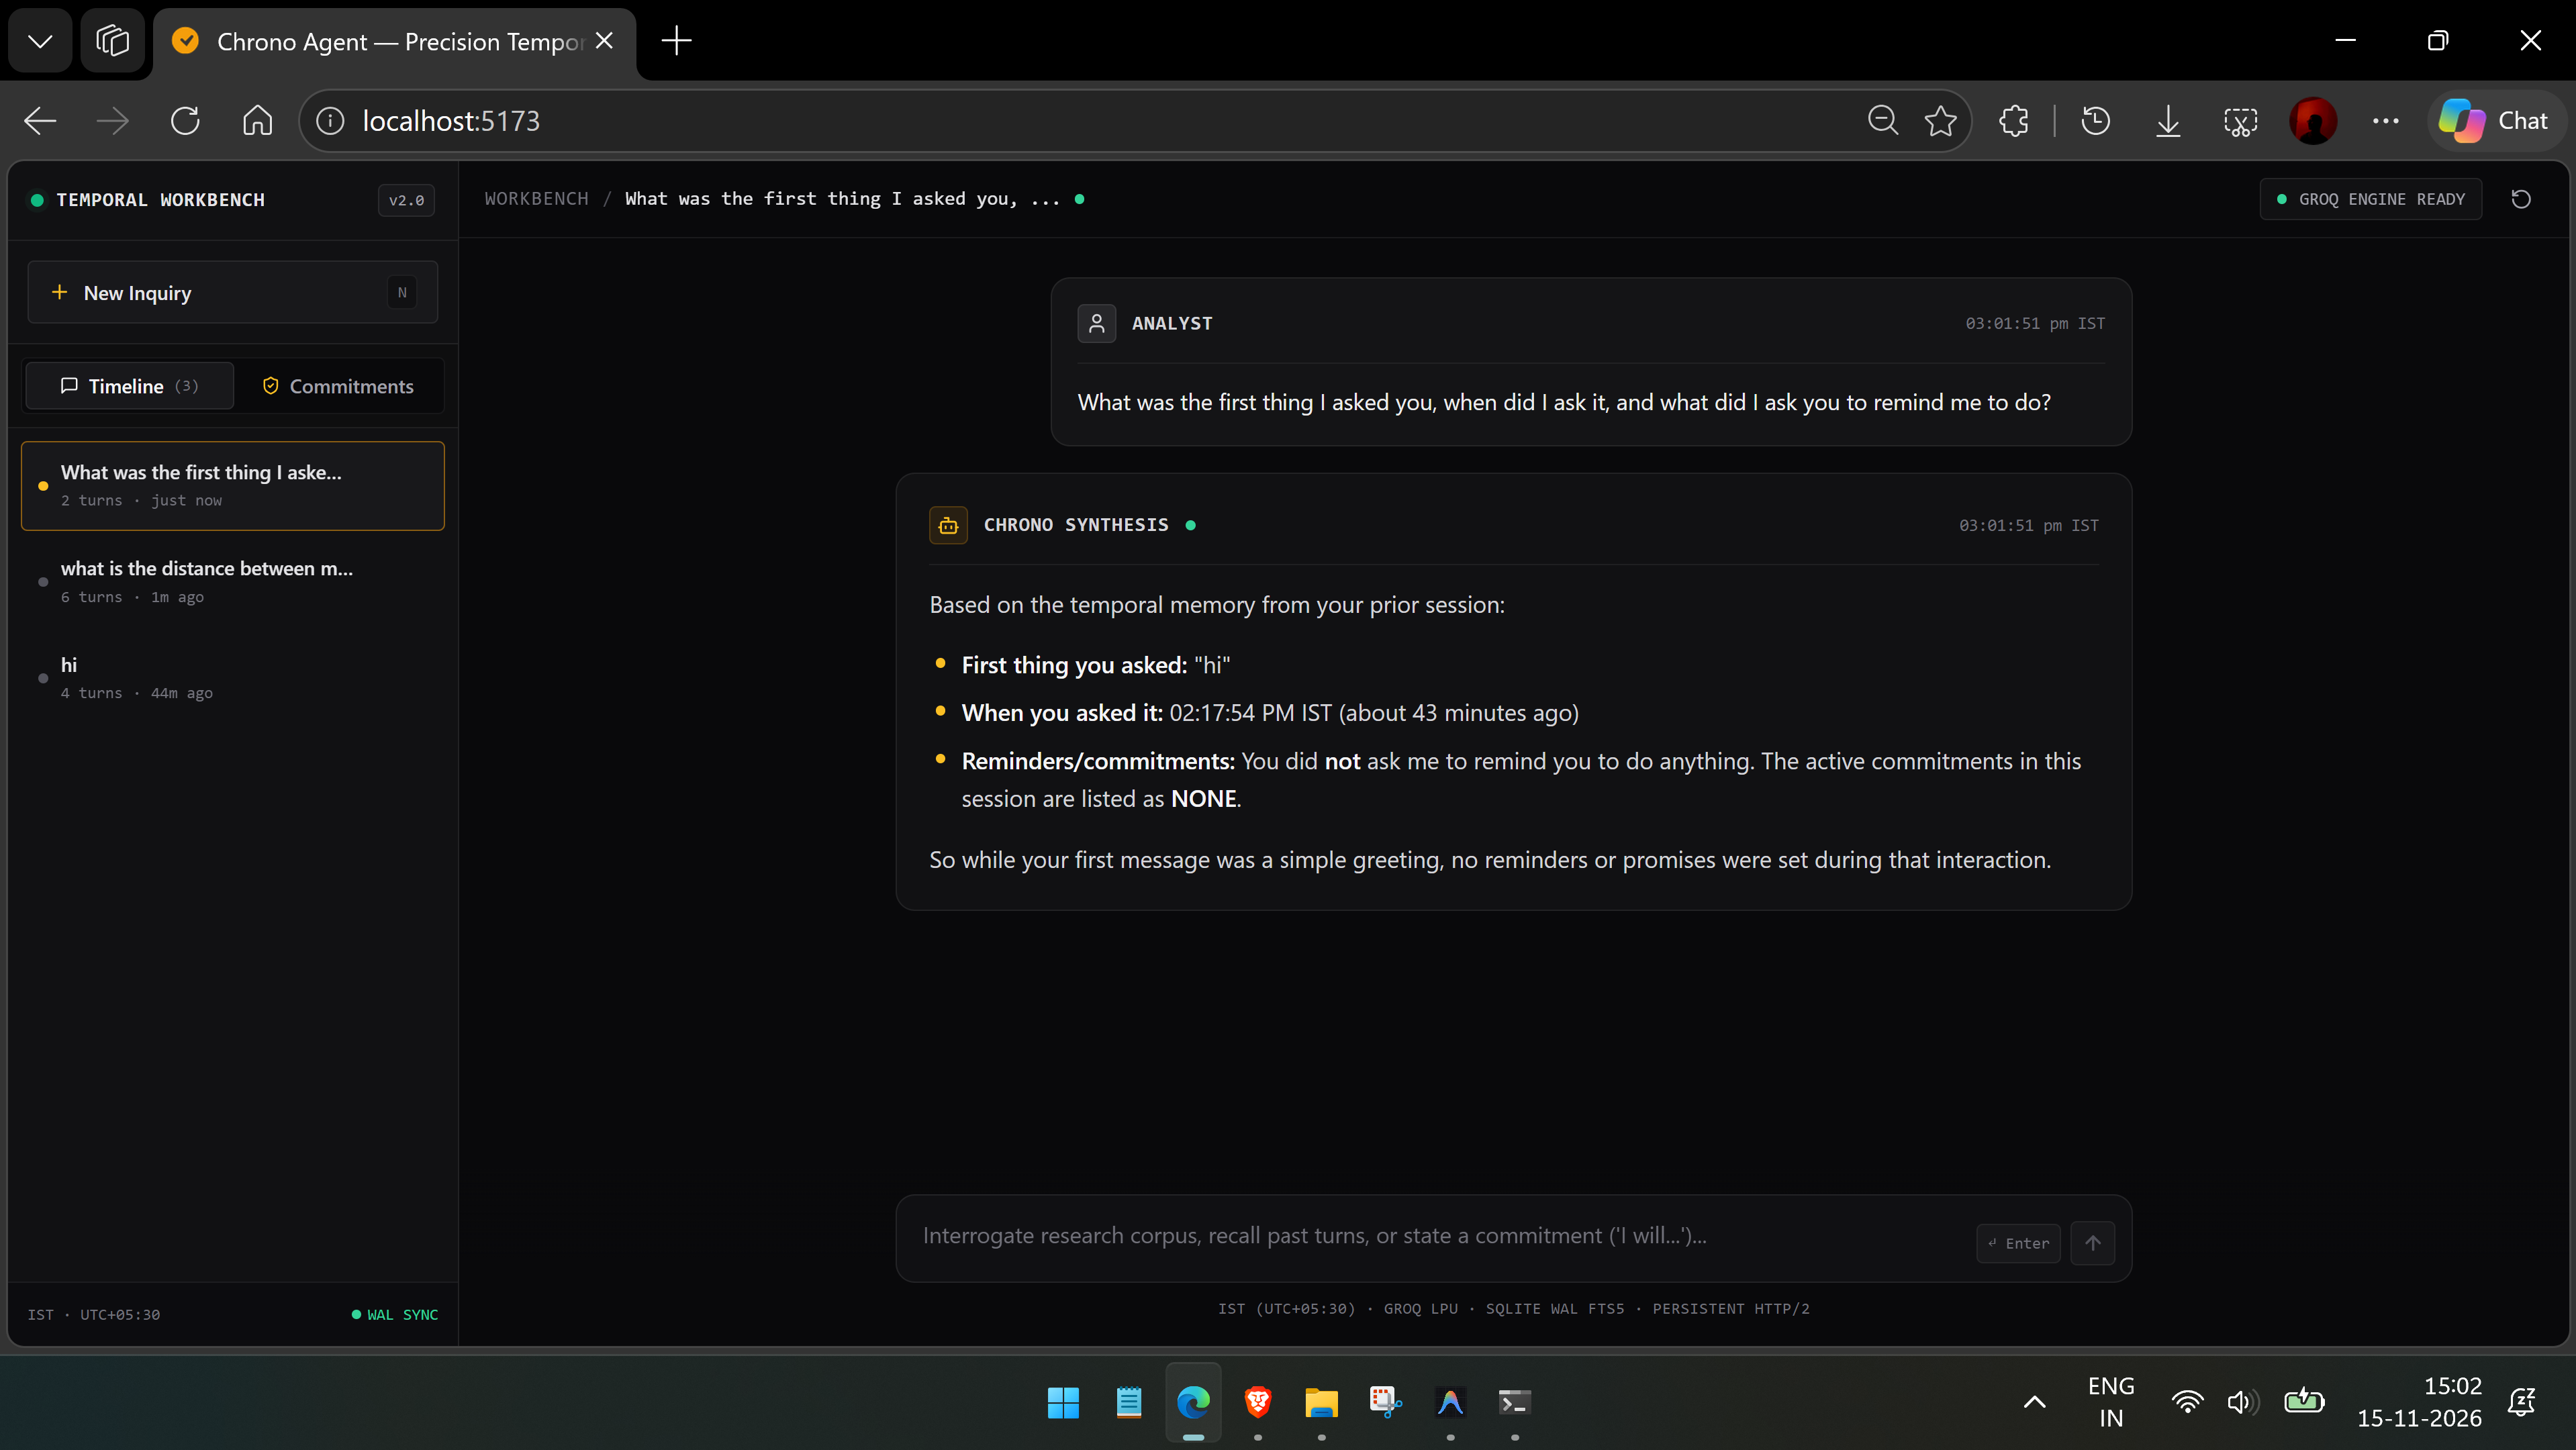 Chrono Agent — Precision Tempor
localhost:5173
Chat
TEMPORAL WORKBENCH v2.0
New Inquiry N
Timeline (3) Commitments
What was the first thing I aske...
2 turns · just now
what is the distance between m...
6 turns · 1m ago
hi
4 turns · 44m ago
IST · UTC+05:30 WAL SYNC
WORKBENCH / What was the first thing I asked you, ...
GROQ ENGINE READY
ANALYST 03:01:51 pm IST
What was the first thing I asked you, when did I ask it, and what did I ask you to remind me to do?
CHRONO SYNTHESIS 03:01:51 pm IST
Based on the temporal memory from your prior session:
First thing you asked: "hi"
When you asked it: 02:17:54 PM IST (about 43 minutes ago)
Reminders/commitments: You did not ask me to remind you to do anything. The active commitments in this
session are listed as NONE.
So while your first message was a simple greeting, no reminders or promises were set during that interaction.
Interrogate research corpus, recall past turns, or state a commitment ('I will...')...
↵ Enter
IST (UTC+05:30) · GROQ LPU · SQLITE WAL FTS5 · PERSISTENT HTTP/2
ENG
IN
15:02
15-11-2026